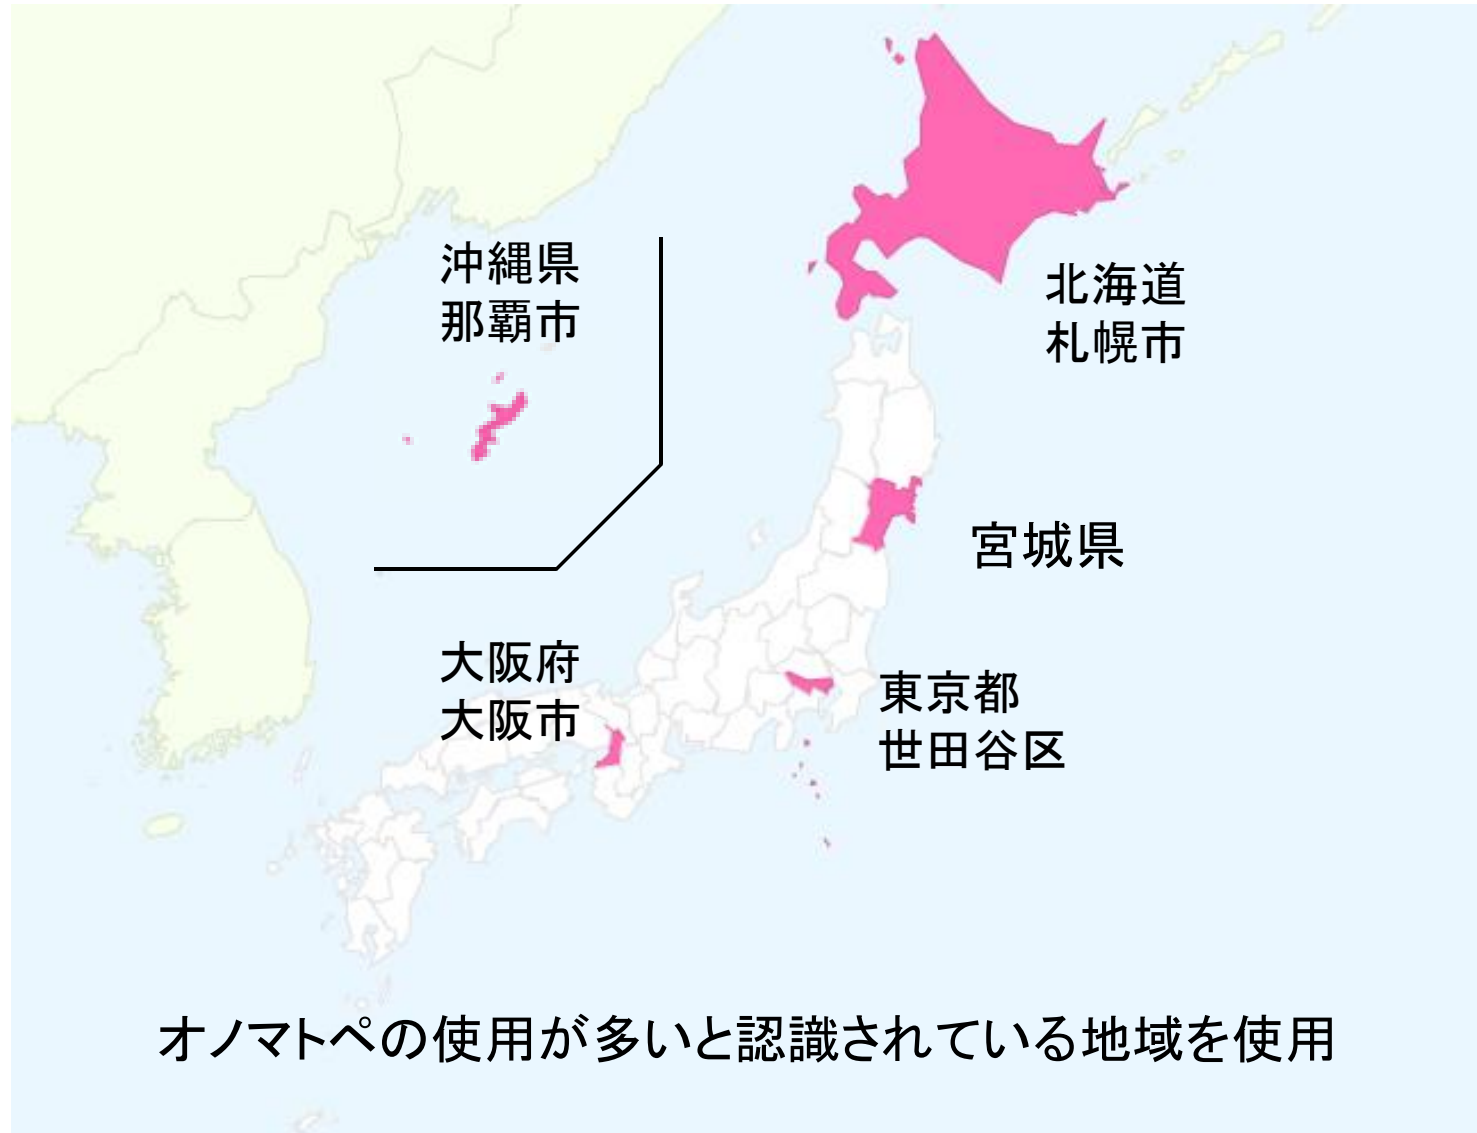 沖縄県
那覇市
北海道
札幌市
宮城県
大阪府
大阪市
東京都
世田谷区
オノマトペの使用が多いと認識されている地域を使用